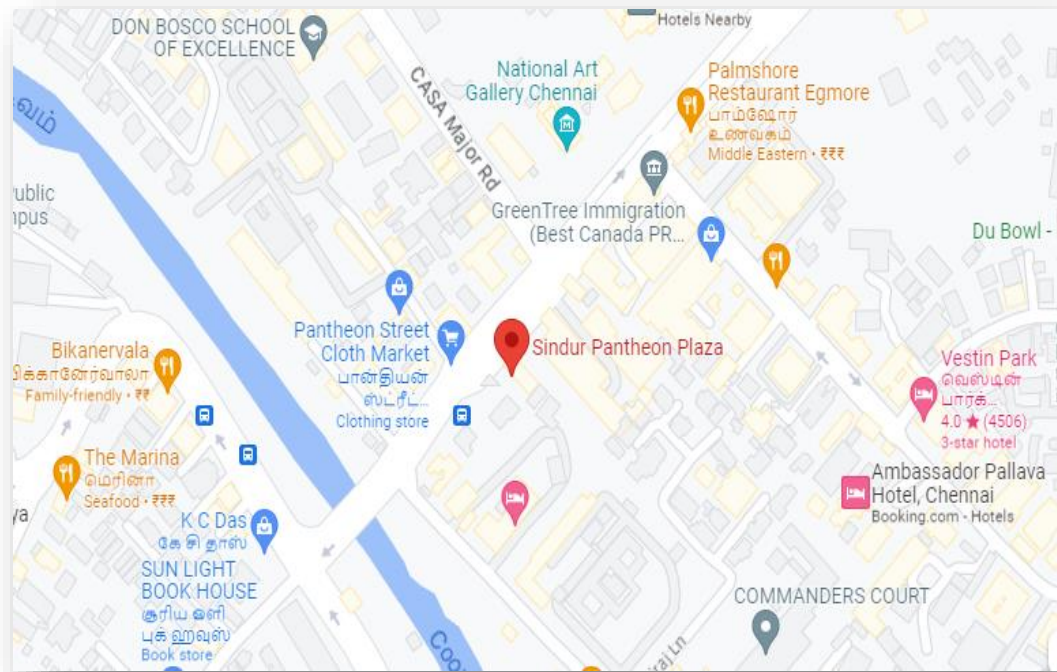 Hotels Nearby
DON BOSCO SCHOOL
OF EXCELLENCE
National Art
Gallery Chennai
CASA Major Rd
Palmshore
Restaurant Egmore
பாம்ஷோர்
உணவகம்
Middle Eastern • ₹₹₹
GreenTree Immigration
(Best Canada PR...
Du Bowl -
Pantheon Street
Cloth Market
பான்தியன்
ஸ்ட்ரீட்...
Clothing store
Sindur Pantheon Plaza
Bikanervala
Family-friendly • ₹₹
Vestin Park
வெஸ்டின்
பார்க்...
4.0 ★ (4506)
3-star hotel
The Marina
மெரினா
Seafood • ₹₹₹
Ambassador Pallava
Hotel, Chennai
Booking.com - Hotels
K C Das
கே சி தாஸ்
SUN LIGHT
BOOK HOUSE
சூரிய ஒளி
புக் ஹவுஸ்
Book store
COMMANDERS COURT